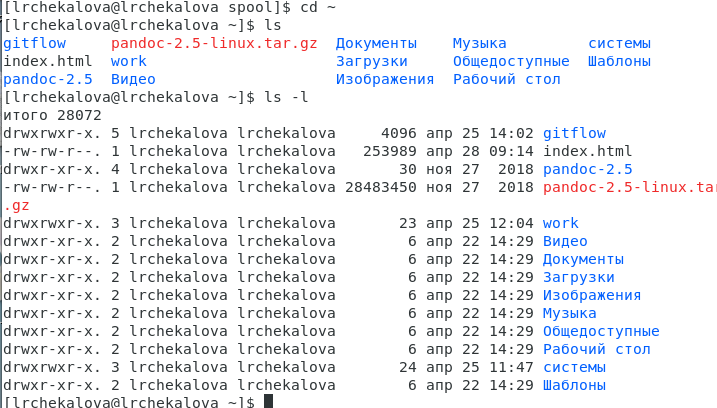 [lrchekalova@lrchekalova spool]$ cd ~
[lrchekalova@lrchekalova ~]$ ls
gitflow     pandoc-2.5-linux.tar.gz  Документы    Музыка         системы
index.html  work                     Загрузки     Общедоступные  Шаблоны
pandoc-2.5  Видео                    Изображения  Рабочий стол
[lrchekalova@lrchekalova ~]$ ls -l
итого 28072
drwxrwxr-x. 5 lrchekalova lrchekalova     4096 апр 25 14:02 gitflow
-rw-rw-r--. 1 lrchekalova lrchekalova   253989 апр 28 09:14 index.html
drwxr-xr-x. 4 lrchekalova lrchekalova       30 ноя 27  2018 pandoc-2.5
-rw-rw-r--. 1 lrchekalova lrchekalova 28483450 ноя 27  2018 pandoc-2.5-linux.tar
.gz
drwxrwxr-x. 3 lrchekalova lrchekalova       23 апр 25 12:04 work
drwxr-xr-x. 2 lrchekalova lrchekalova        6 апр 22 14:29 Видео
drwxr-xr-x. 2 lrchekalova lrchekalova        6 апр 22 14:29 Документы
drwxr-xr-x. 2 lrchekalova lrchekalova        6 апр 22 14:29 Загрузки
drwxr-xr-x. 2 lrchekalova lrchekalova        6 апр 22 14:29 Изображения
drwxr-xr-x. 2 lrchekalova lrchekalova        6 апр 22 14:29 Музыка
drwxr-xr-x. 2 lrchekalova lrchekalova        6 апр 22 14:29 Общедоступные
drwxr-xr-x. 2 lrchekalova lrchekalova        6 апр 22 14:29 Рабочий стол
drwxrwxr-x. 3 lrchekalova lrchekalova       24 апр 25 11:47 системы
drwxr-xr-x. 2 lrchekalova lrchekalova        6 апр 22 14:29 Шаблоны
[lrchekalova@lrchekalova ~]$